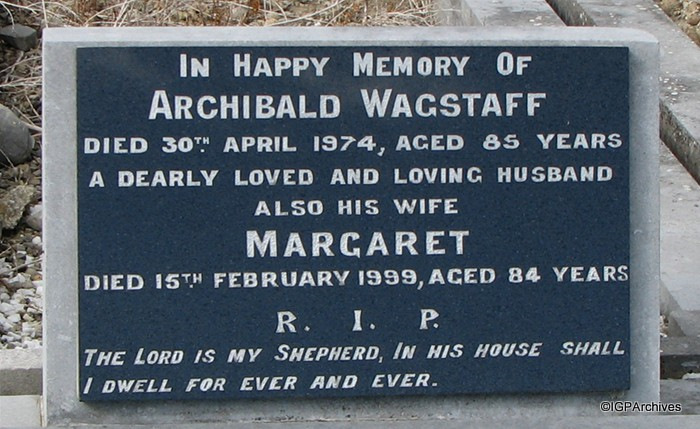 In Happy Memory Of
Archibald Wagstaff
DIED 30TH APRIL 1974, AGED 85 YEARS
A DEARLY LOVED AND LOVING HUSBAND
ALSO HIS WIFE
MARGARET
DIED 15TH FEBRUARY 1999, AGED 84 YEARS
R. I. P.
The Lord is my Shepherd, In his house shall
I dwell for ever and ever.
©IGPArchives